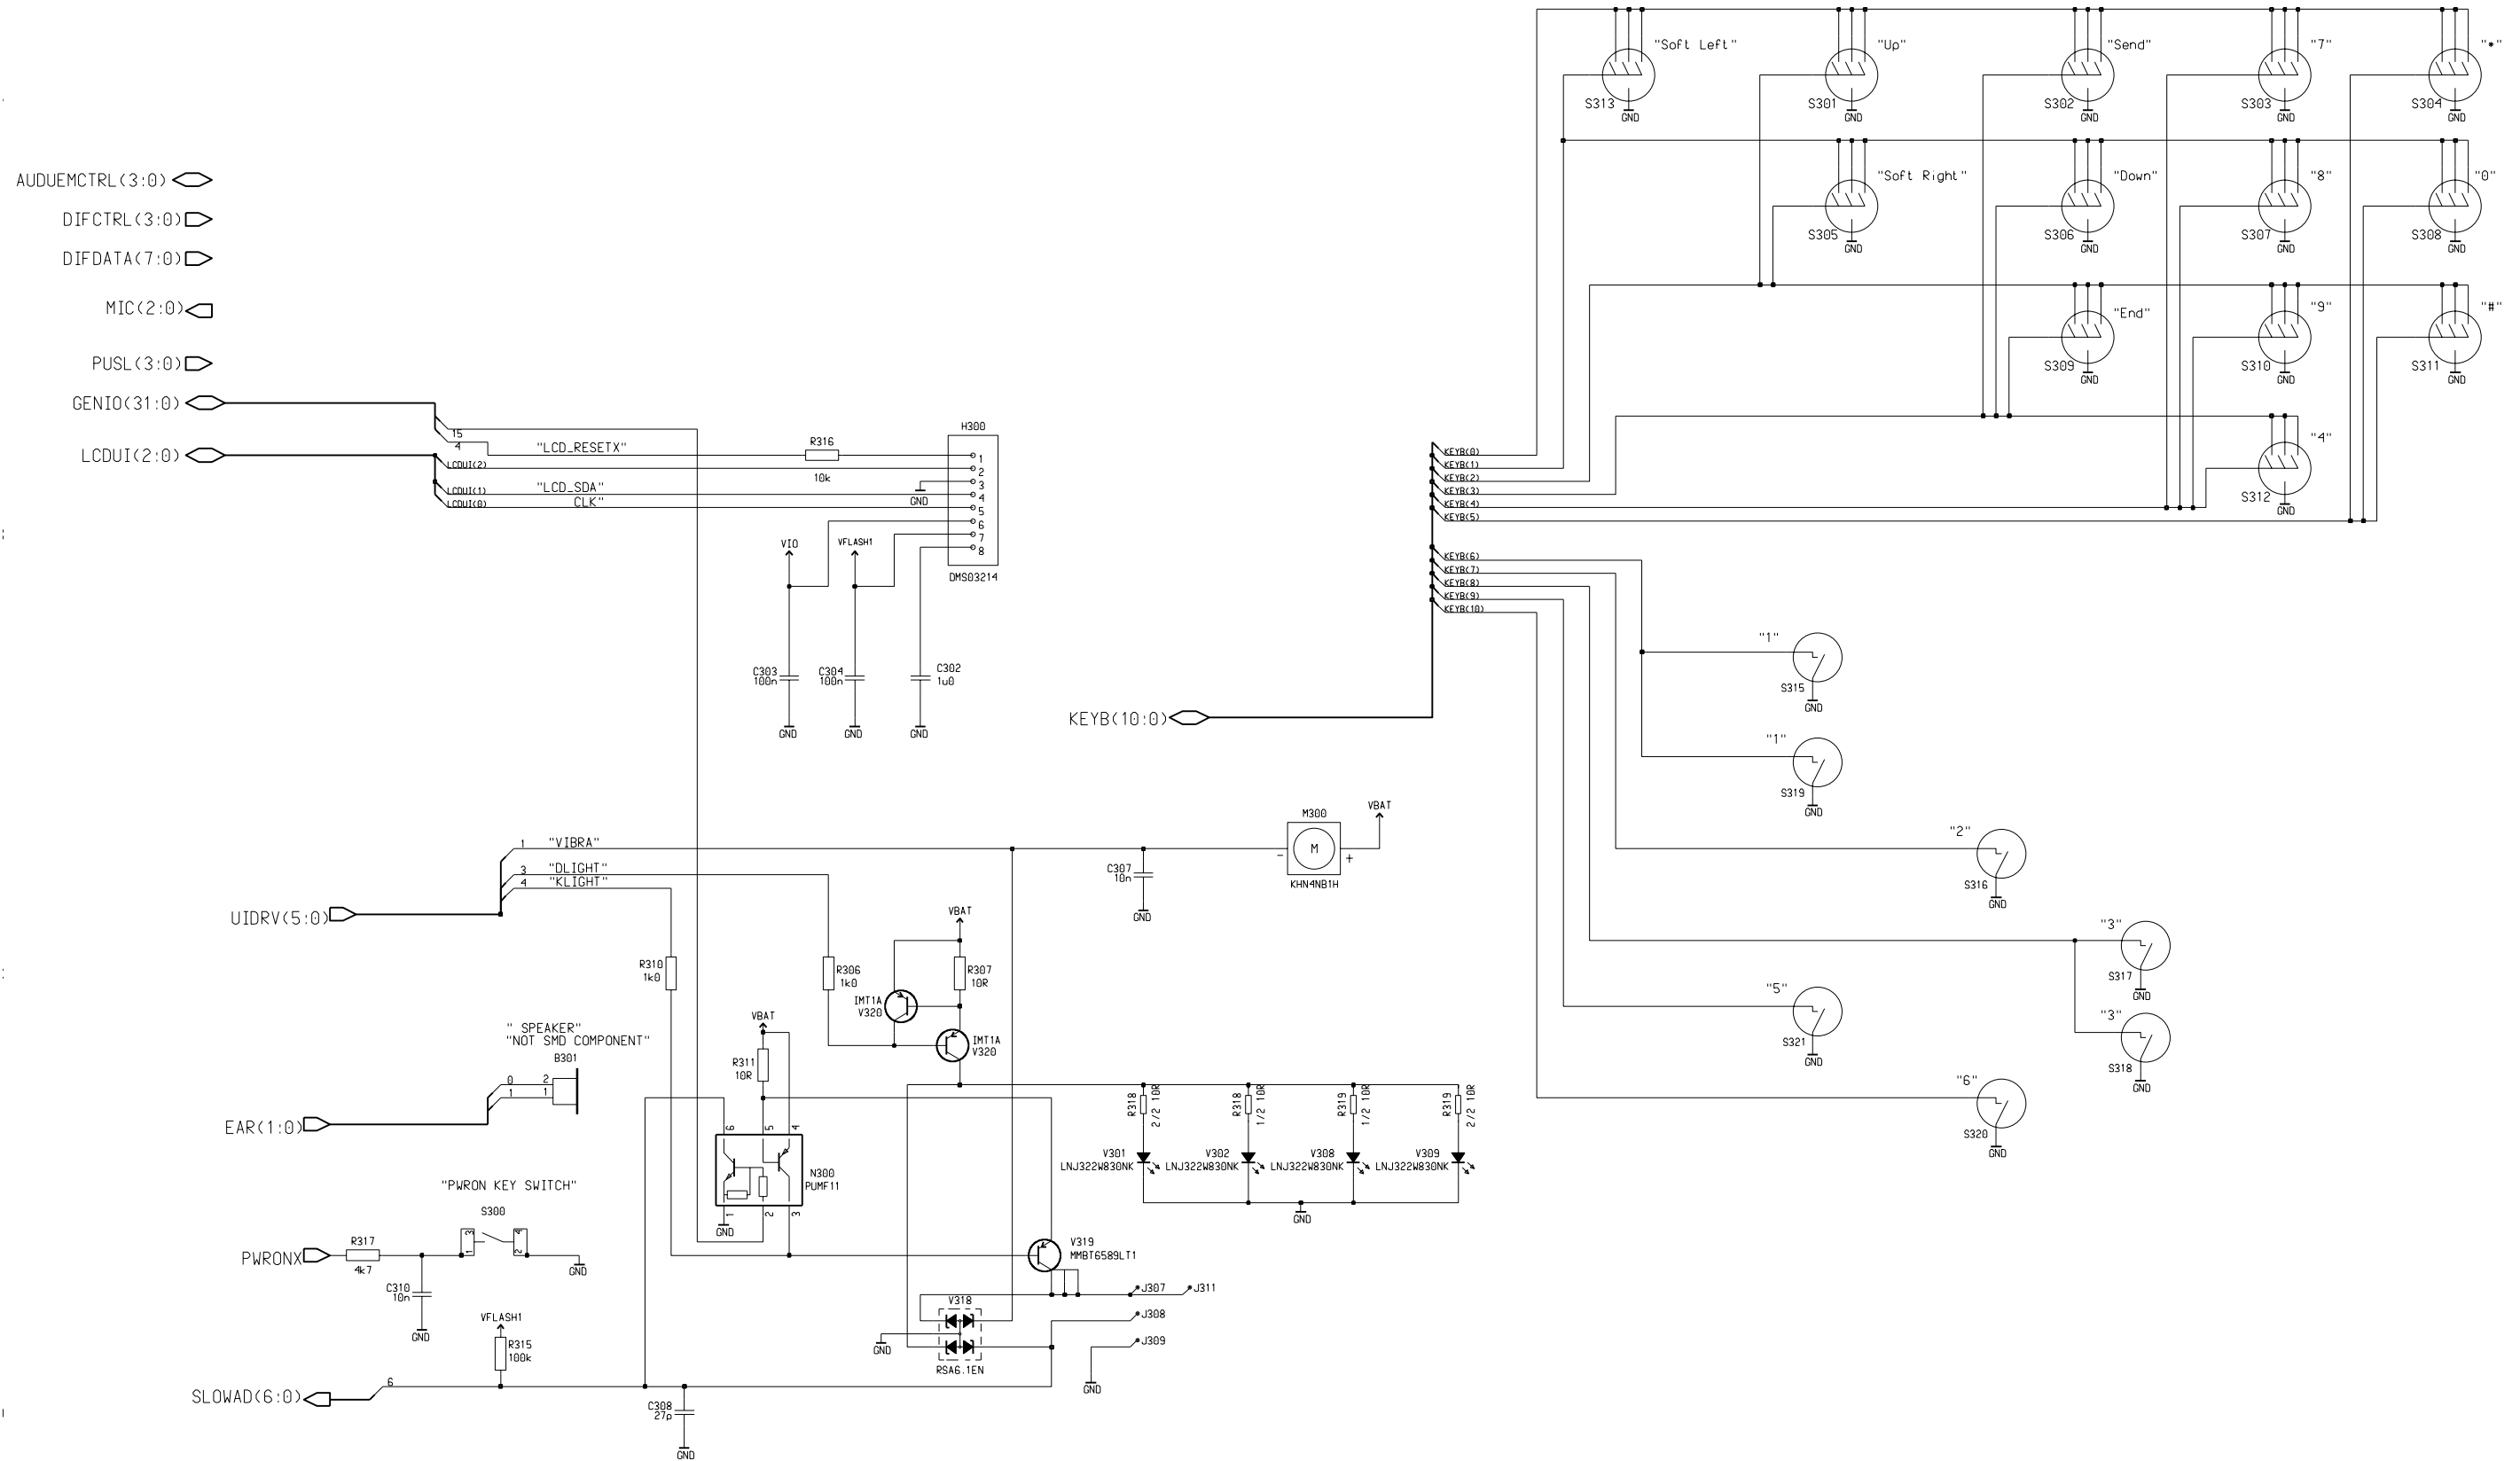 "Soft Left"
"Up"
"Send"
"7"
"*"
S313
S301
S302
S303
S304
GND
GND
GND
GND
GND
AUDUEMCTRL(3:0)
"Soft Right"
"Down"
"8"
"0"
DIFCTRL(3:0)
S305
S306
S307
S308
GND
GND
GND
GND
DIFDATA(7:0)
MIC(2:0)
"End"
"9"
"#"
PUSL(3:0)
S309
S310
S311
GND
GND
GND
GENIO(31:0)
15
4
"LCD_RESETX"
R316
10k
H300
1
2
3
4
5
6
7
8
DMS03214
LCDUI(2:0)
LCDUI(2)
LCDUI(1)
"LCD_SDA"
LCDUI(0)
CLK"
GND
"4"
S312
GND
KEYB(0)
KEYB(1)
KEYB(2)
KEYB(3)
KEYB(4)
KEYB(5)
KEYB(6)
KEYB(7)
KEYB(8)
KEYB(9)
KEYB(10)
VIO
VFLASH1
C303
100n
C304
100n
C302
1u0
GND
GND
GND
KEYB(10:0)
"1"
S315
GND
"1"
S319
GND
"2"
S316
GND
"3"
S317
GND
"3"
S318
GND
"5"
S321
GND
"6"
S320
GND
UIDRV(5:0)
1
"VIBRA"
3
"DLIGHT"
4
"KLIGHT"
M300
M
-
+
KHN4NB1H
VBAT
C307
10n
GND
R310
1k0
R306
1k0
VBAT
R307
10R
IMT1A
V320
IMT1A
V320
VBAT
R311
10R
" SPEAKER"
"NOT SMD COMPONENT"
B301
0
2
1
1
EAR(1:0)
6
5
4
N300
PUMF11
1
2
3
GND
R318
2/2 10R
R318
1/2 10R
R319
1/2 10R
R319
2/2 10R
V301
LNJ322W830NK
V302
LNJ322W830NK
V308
LNJ322W830NK
V309
LNJ322W830NK
GND
"PWRON KEY SWITCH"
S300
1
3
2
4
PWRONX
R317
4k7
GND
C310
10n
GND
V319
MMBT6589LT1
J307
J311
J308
J309
V318
RSA6.1EN
GND
GND
VFLASH1
R315
100k
SLOWAD(6:0)
6
C308
27p
GND